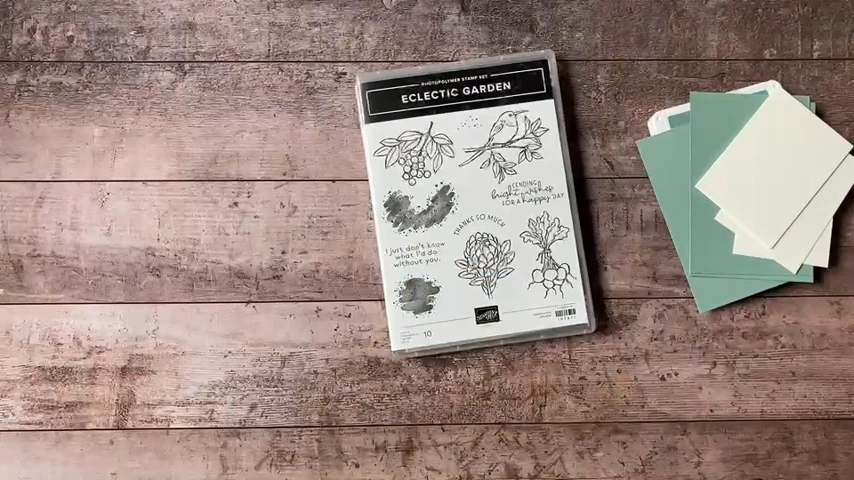 PHOTOPOLYMER STAMP SET
ECLECTIC GARDEN
SENDING
bright wishes
FOR A happy DAY
THANKS SO MUCH
I just don't know
what I'd do
without you.
10